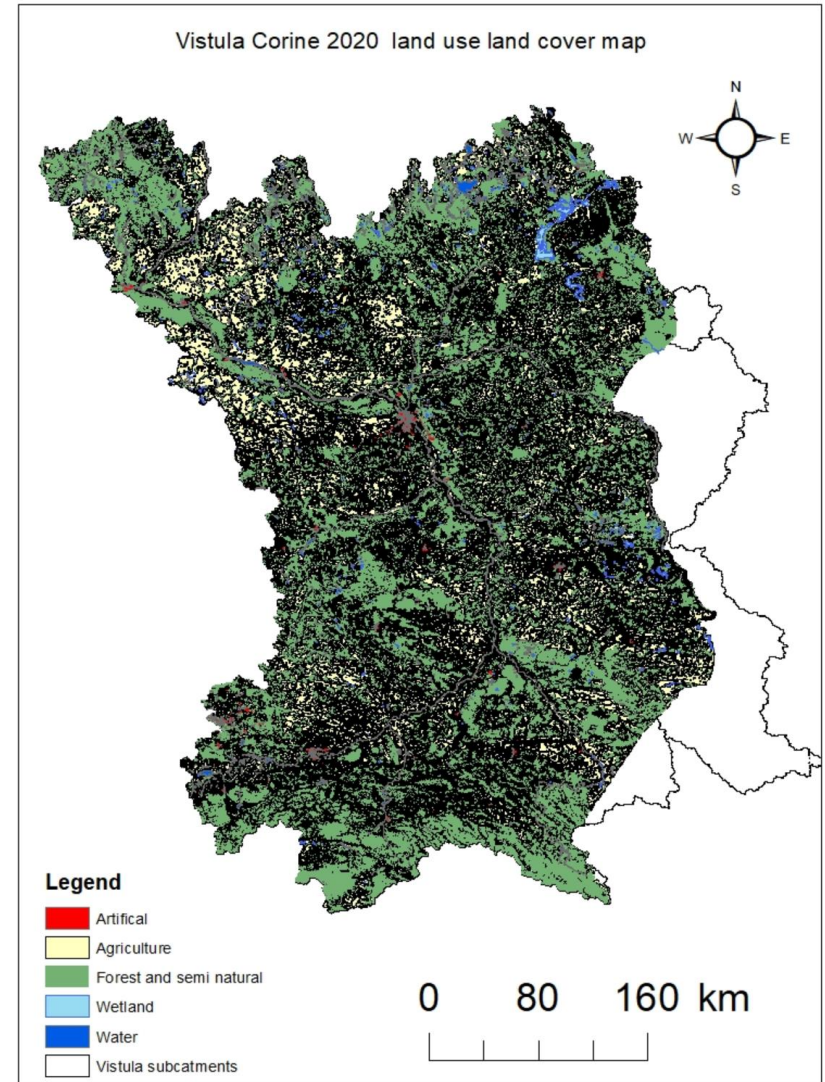 Vistula Corine 2020 land use land cover map
N
W E
S
Legend
Artifical
Agriculture
Forest and semi natural
Wetland
Water
Vistula subcatments
0 80 160 km